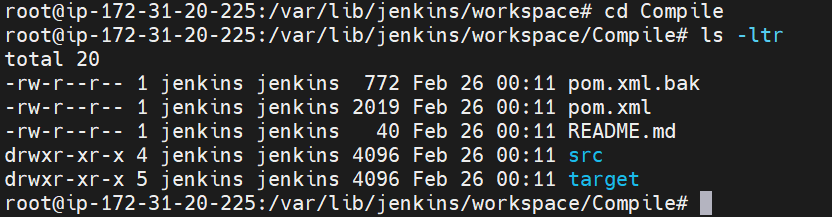 root@ip-172-31-20-225:/var/lib/jenkins/workspace# cd Compile
root@ip-172-31-20-225:/var/lib/jenkins/workspace/Compile# ls -ltr
total 20
-rw-r--r-- 1 jenkins jenkins  772 Feb 26 00:11 pom.xml.bak
-rw-r--r-- 1 jenkins jenkins 2019 Feb 26 00:11 pom.xml
-rw-r--r-- 1 jenkins jenkins   40 Feb 26 00:11 README.md
drwxr-xr-x 4 jenkins jenkins 4096 Feb 26 00:11 src
drwxr-xr-x 5 jenkins jenkins 4096 Feb 26 00:11 target
root@ip-172-31-20-225:/var/lib/jenkins/workspace/Compile#